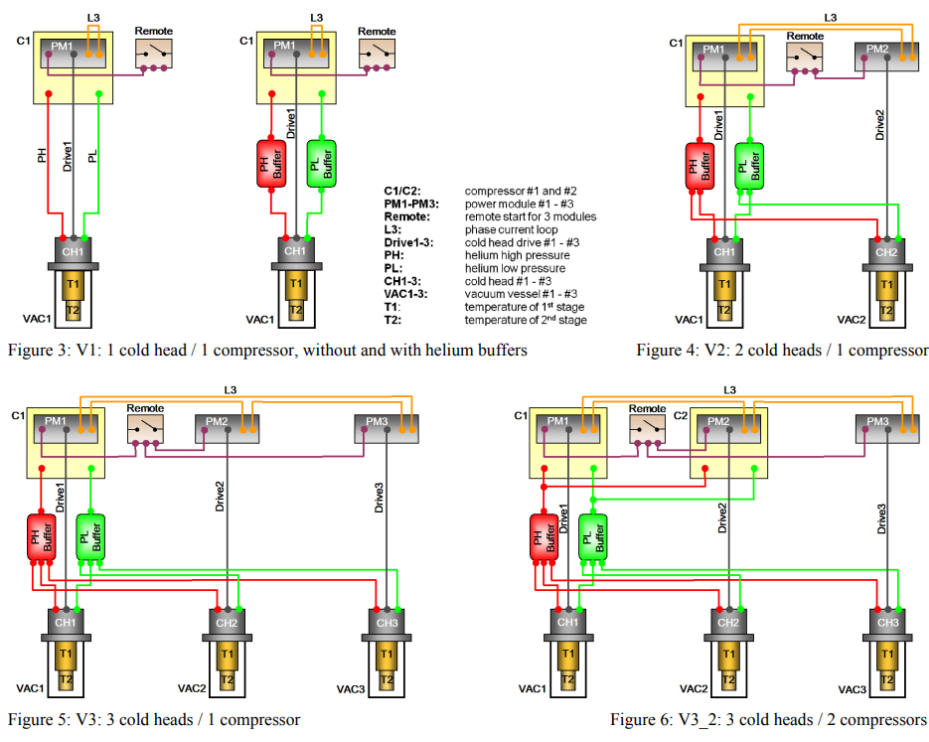 L3
C1
PM1
Remote
PH
Drive1
PL
CH1
T1
T2
VAC1
C1
PM1
Remote
Drive1
PH
Buffer
PL
Buffer
CH1
T1
T2
VAC1
C1/C2: compressor #1 and #2
PM1-PM3: power module #1 - #3
Remote: remote start for 3 modules
L3: phase current loop
Drive1-3: cold head drive #1 - #3
PH: helium high pressure
PL: helium low pressure
CH1-3: cold head #1 - #3
VAC1-3: vacuum vessel #1 - #3
T1: temperature of 1st stage
T2: temperature of 2nd stage
Figure 3: V1: 1 cold head / 1 compressor, without and with helium buffers
L3
C1
PM1
Remote
PM2
Drive1
Drive2
PH
Buffer
PL
Buffer
CH1
CH2
T1
T1
T2
T2
VAC1
VAC2
Figure 4: V2: 2 cold heads / 1 compressor
L3
C1
PM1
Remote
PM2
PM3
Drive1
Drive2
Drive3
PH
Buffer
PL
Buffer
CH1
CH2
CH3
T1
T1
T1
T2
T2
T2
VAC1
VAC2
VAC3
Figure 5: V3: 3 cold heads / 1 compressor
L3
C1
PM1
Remote
C2
PM2
PM3
Drive1
Drive2
Drive3
PH
Buffer
PL
Buffer
CH1
CH2
CH3
T1
T1
T1
T2
T2
T2
VAC1
VAC2
VAC3
Figure 6: V3_2: 3 cold heads / 2 compressors